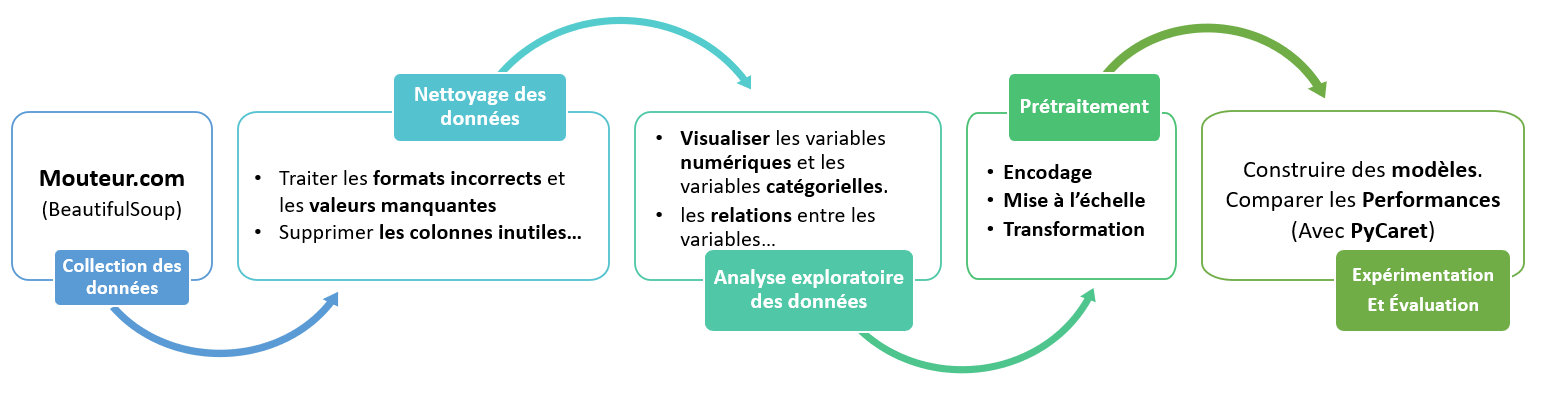 Mouteur.com
(BeautifulSoup)
Collection des
données
Nettoyage des
données
• Traiter les formats incorrects et
les valeurs manquantes
• Supprimer les colonnes inutiles...
• Visualiser les variables
numériques et les
variables catégorielles.
• les relations entre les
variables...
Analyse exploratoire
des données
Prétraitement
• Encodage
• Mise à l’échelle
• Transformation
Construire des modèles.
Comparer les Performances
(Avec PyCaret)
Expérimentation
Et Évaluation